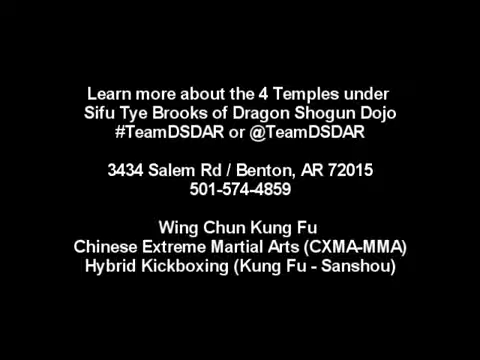 Learn more about the 4 Temples under
Sifu Tye Brooks of Dragon Shogun Dojo
#TeamDSDAR or @TeamDSDAR
3434 Salem Rd / Benton, AR 72015
501-574-4859
Wing Chun Kung Fu
Chinese Extreme Martial Arts (CXMA-MMA)
Hybrid Kickboxing (Kung Fu - Sanshou)